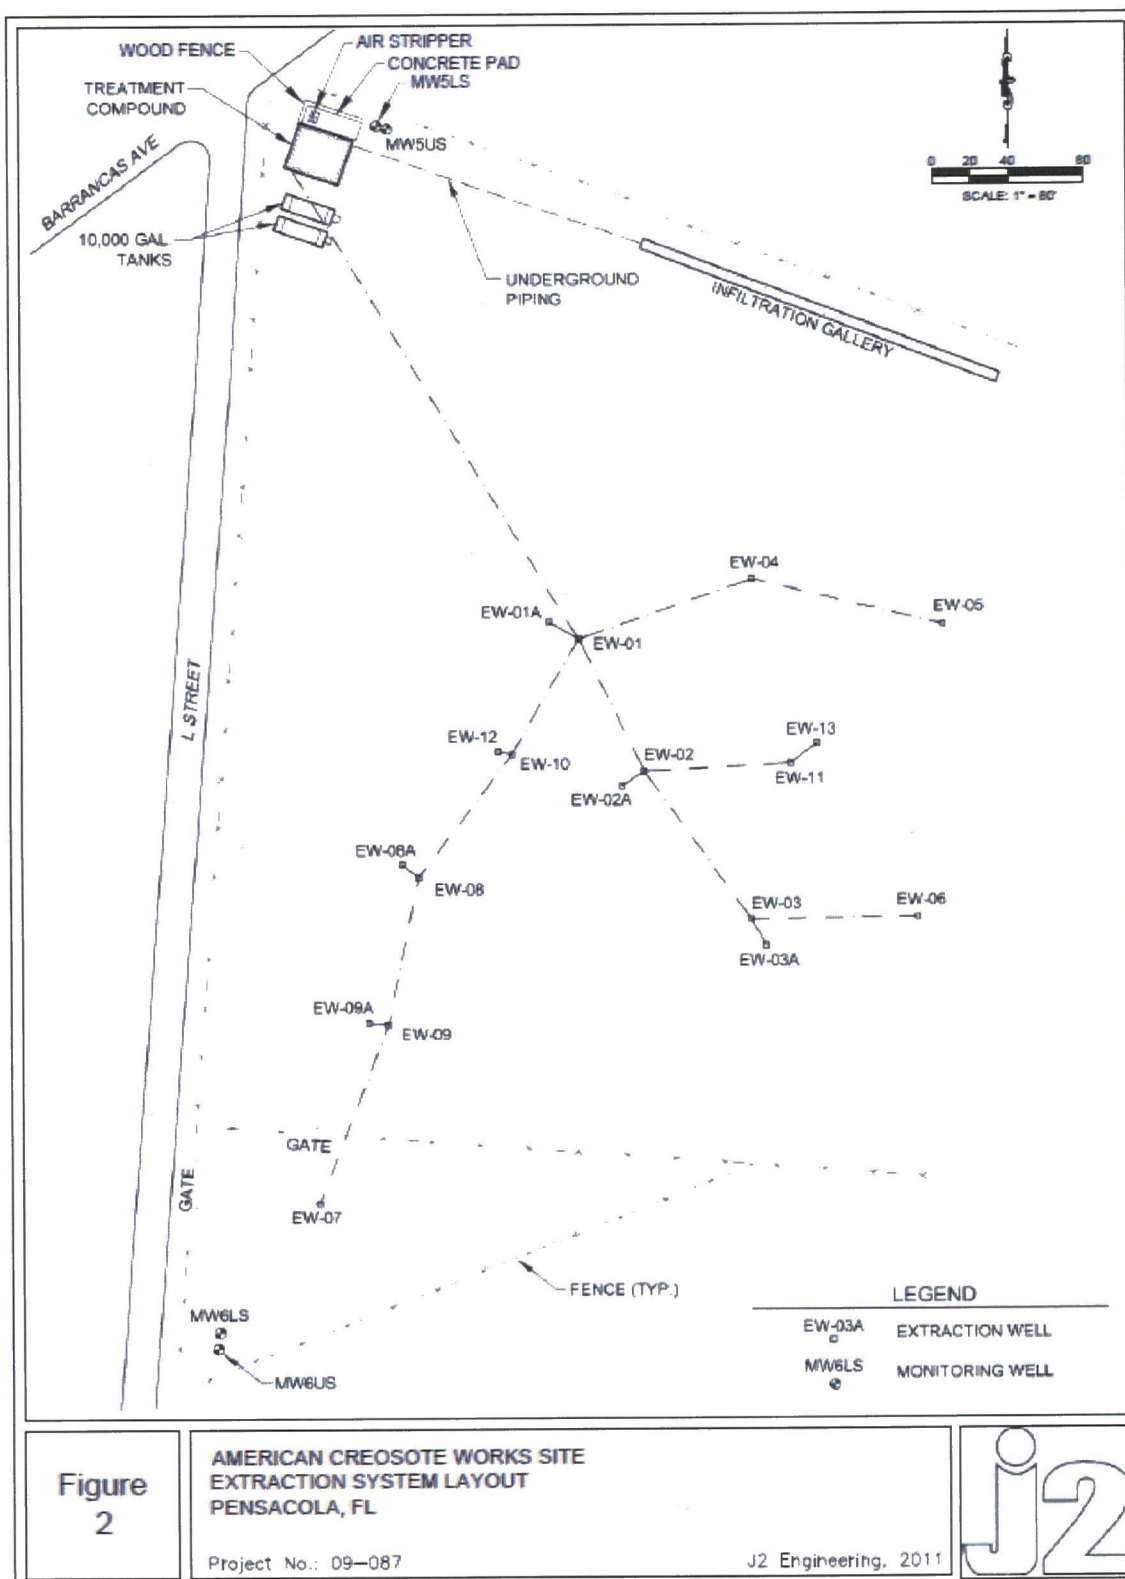 WOOD FENCE
AIR STRIPPER
CONCRETE PAD
MW5LS
TREATMENT
COMPOUND
MW5US
BARRANCAS AVE
0 20 40 80
SCALE: 1" = 80'
10,000 GAL
TANKS
UNDERGROUND
PIPING
INFILTRATION GALLERY
EW-04
EW-01A
EW-05
EW-01
L STREET
EW-12
EW-13
EW-10
EW-02
EW-11
EW-02A
EW-08A
EW-08
EW-03
EW-06
EW-03A
EW-09A
EW-09
GATE
GATE
EW-07
FENCE (TYP.)
MW6LS
MW6US
LEGEND
EW-03A EXTRACTION WELL
MW6LS MONITORING WELL
Figure
2
AMERICAN CREOSOTE WORKS SITE
EXTRACTION SYSTEM LAYOUT
PENSACOLA, FL
Project No.: 09-087
J2 Engineering, 2011
J2